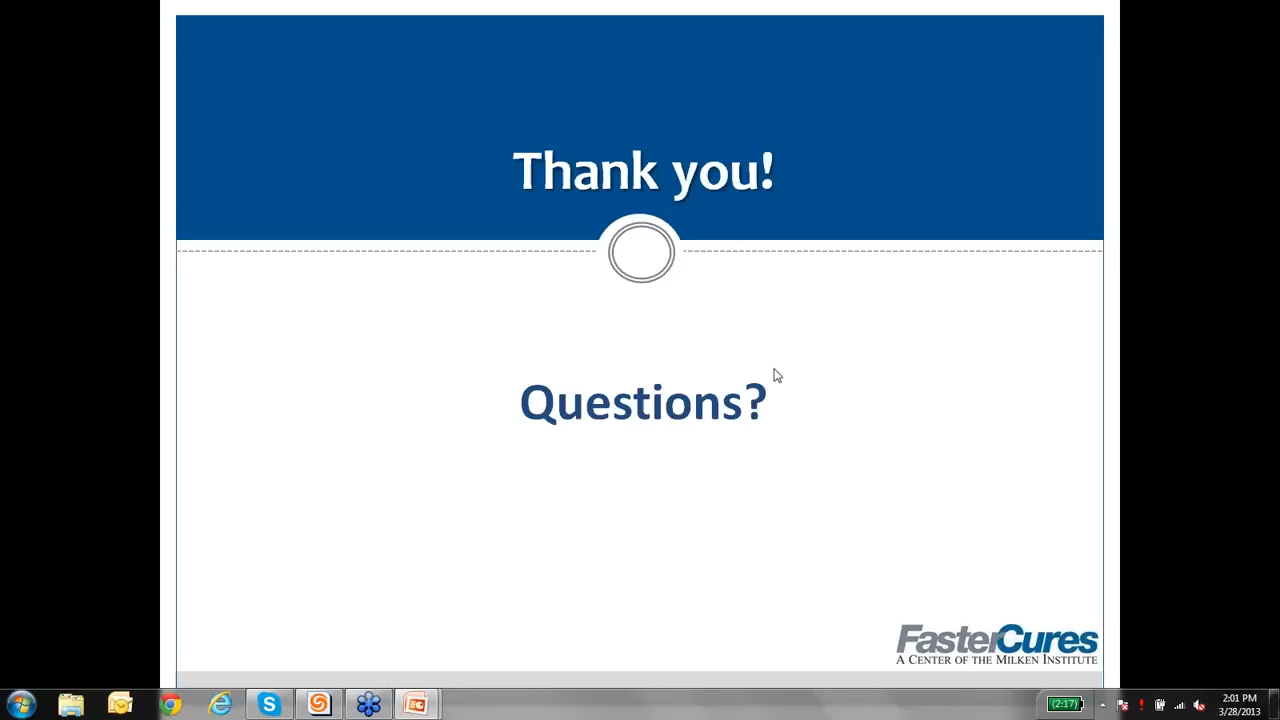 Thank you!
Questions?
FasterCures
A CENTER OF THE MILKEN INSTITUTE
(2:17)
2:01 PM
3/28/2013